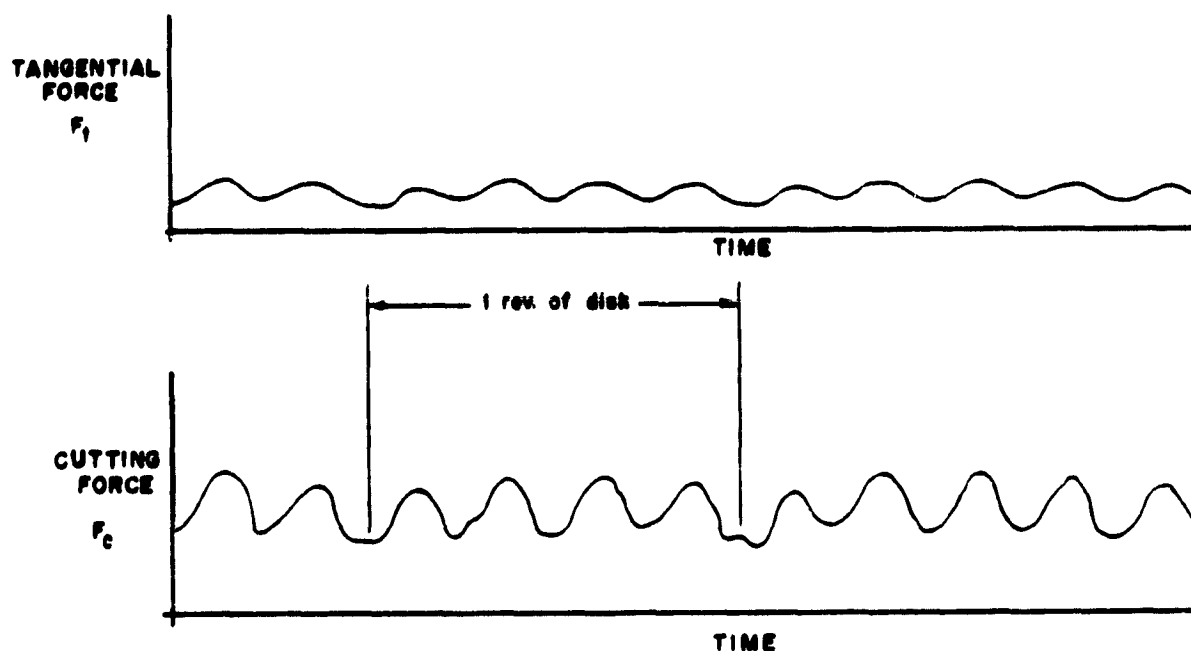 TANGENTIAL
FORCE
Ft
TIME
1 rev. of disk
CUTTING
FORCE
Fc
TIME